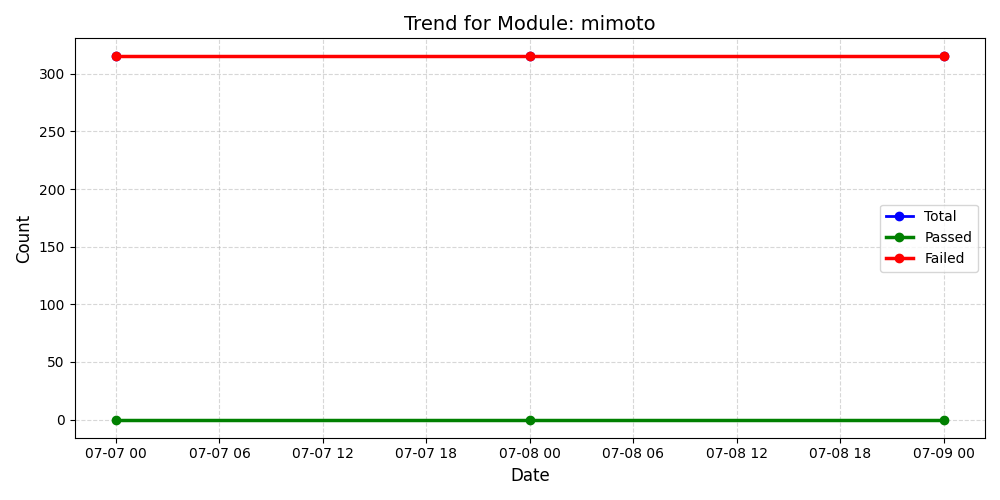 Trend for Module: mimoto
Count
300
250
200
150
100
50
0
Total
Passed
Failed
07-07 00 07-07 06 07-07 12 07-07 18 07-08 00 07-08 06 07-08 12 07-08 18 07-09 00
Date